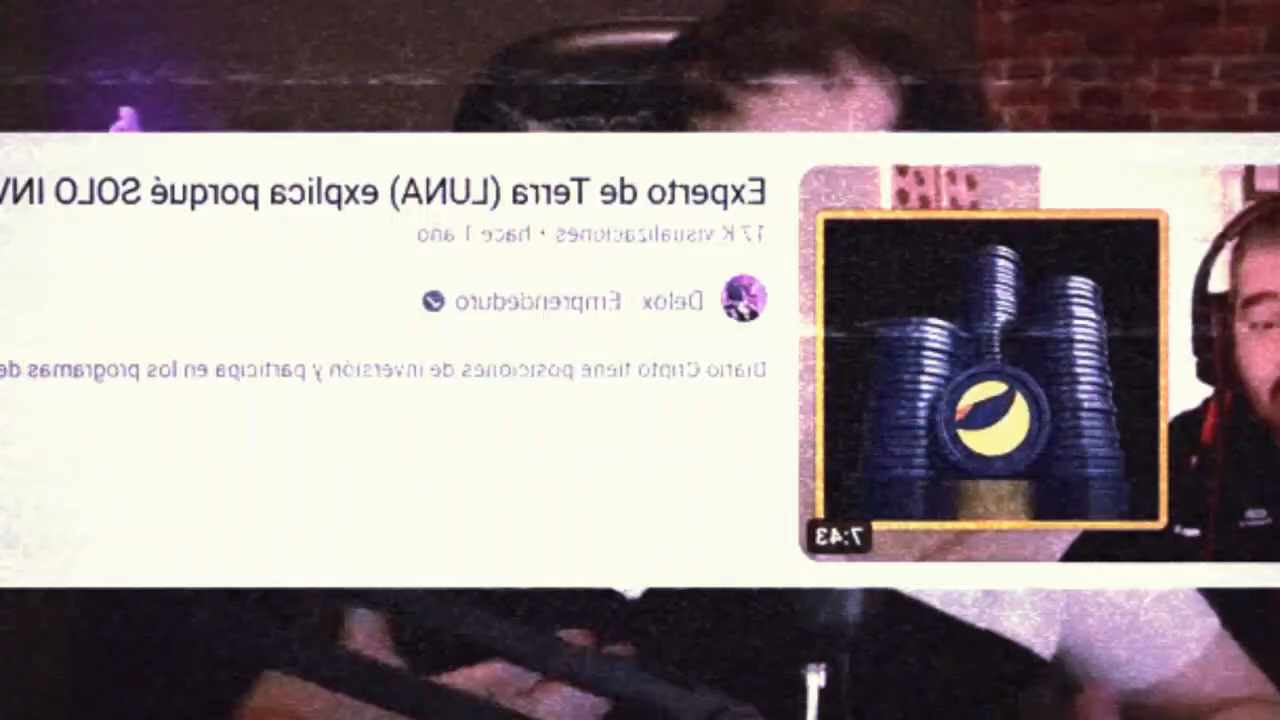 Experto de Terra (LUNA) explica porqué SOLO INV
17 K visualizaciones • hace 1 año
Delox · Emprendeduro
Diario Cripto tiene posiciones de inversión y participa en los programas de
7:43